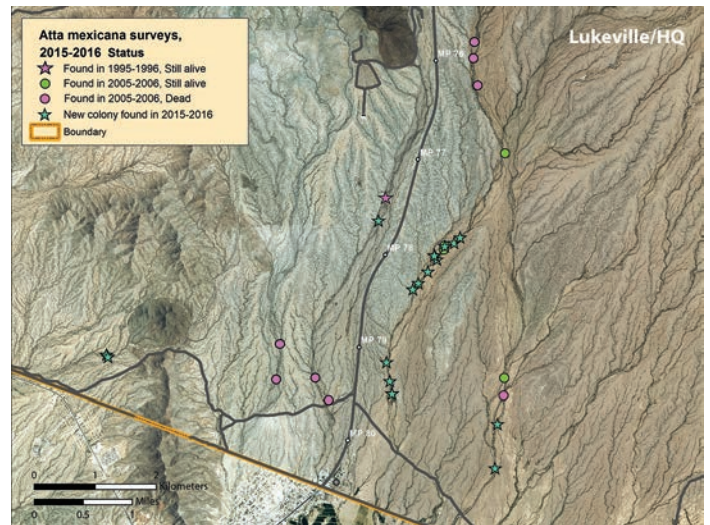 Atta mexicana surveys,
2015-2016 Status
Found in 1995-1996, Still alive
Found in 2005-2006, Still alive
Found in 2005-2006, Dead
New colony found in 2015-2016
Boundary
Lukeville/HQ
MP 76
MP 77
MP 78
MP 79
MP 80
0 1 2
Kilometers
Miles
0 0.5 1